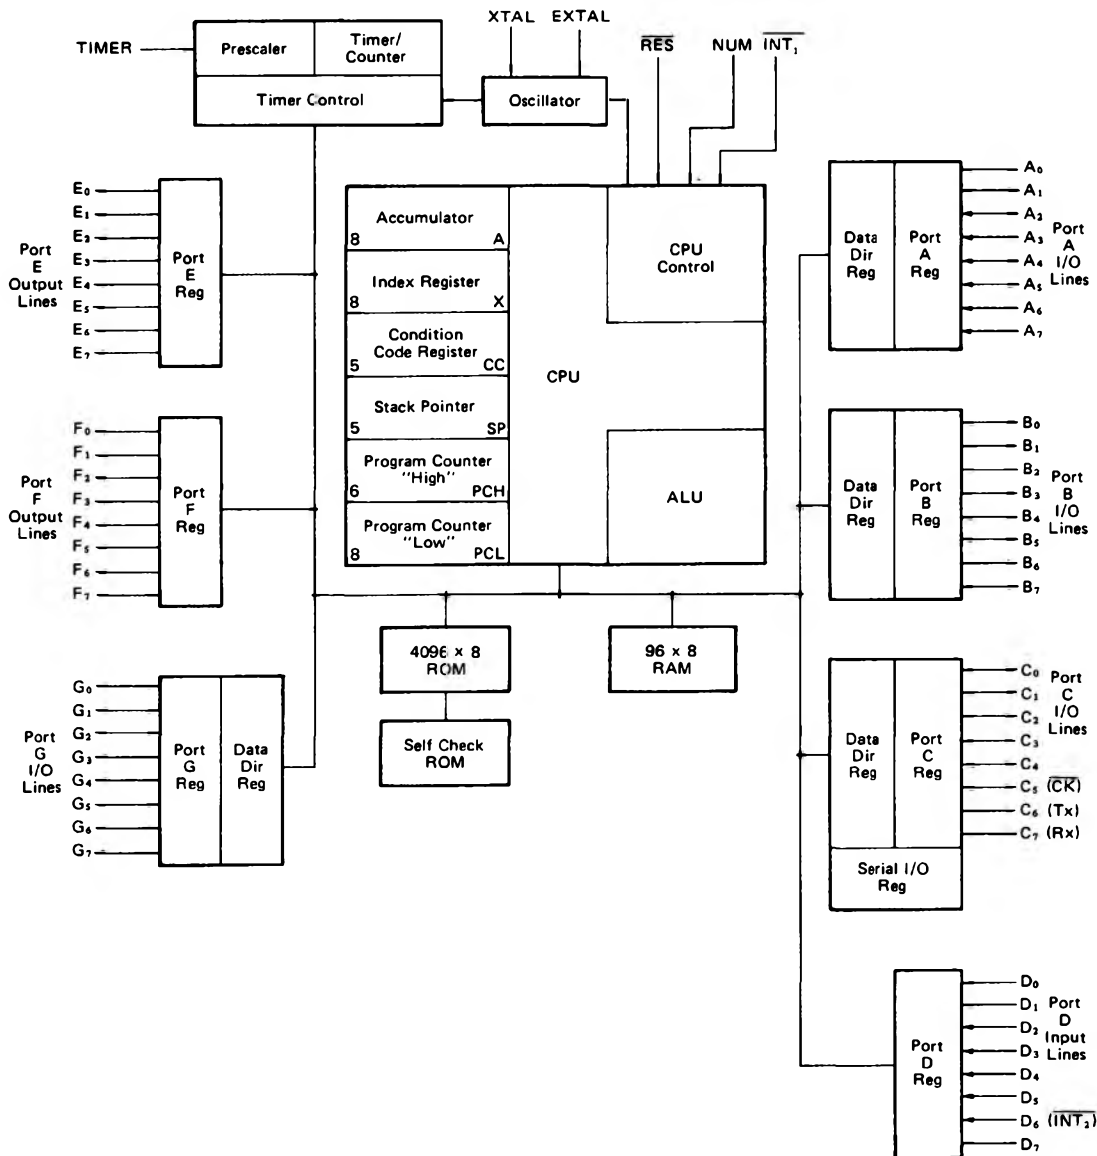 XTAL EXTAL
TIMER
Prescaler
Timer/
Counter
Timer Control
Oscillator
RES
NUM
INT₁
E₀
E₁
E₂
E₃
E₄
E₅
E₆
E₇
Port
E
Output
Lines
Port
E
Reg
F₀
F₁
F₂
F₃
F₄
F₅
F₆
F₇
Port
F
Output
Lines
Port
F
Reg
G₀
G₁
G₂
G₃
G₄
G₅
G₆
G₇
Port
G
I/O
Lines
Port
G
Reg
Data
Dir
Reg
Accumulator
8 A
Index Register
8 X
Condition
Code Register
5 CC
Stack Pointer
5 SP
Program Counter
"High"
6 PCH
Program Counter
"Low"
8 PCL
CPU
CPU
Control
ALU
4096 × 8
ROM
Self Check
ROM
96 × 8
RAM
Data
Dir
Reg
Port
A
Reg
A₀
A₁
A₂
A₃
A₄
A₅
A₆
A₇
Port
A
I/O
Lines
Data
Dir
Reg
Port
B
Reg
B₀
B₁
B₂
B₃
B₄
B₅
B₆
B₇
Port
B
I/O
Lines
Data
Dir
Reg
Port
C
Reg
Serial I/O
Reg
C₀
C₁
C₂
C₃
C₄
C₅ (CK)
C₆ (Tx)
C₇ (Rx)
Port
C
I/O
Lines
Port
D
Reg
D₀
D₁
D₂
D₃
D₄
D₅
D₆ (INT₂)
D₇
Port
D
Input
Lines